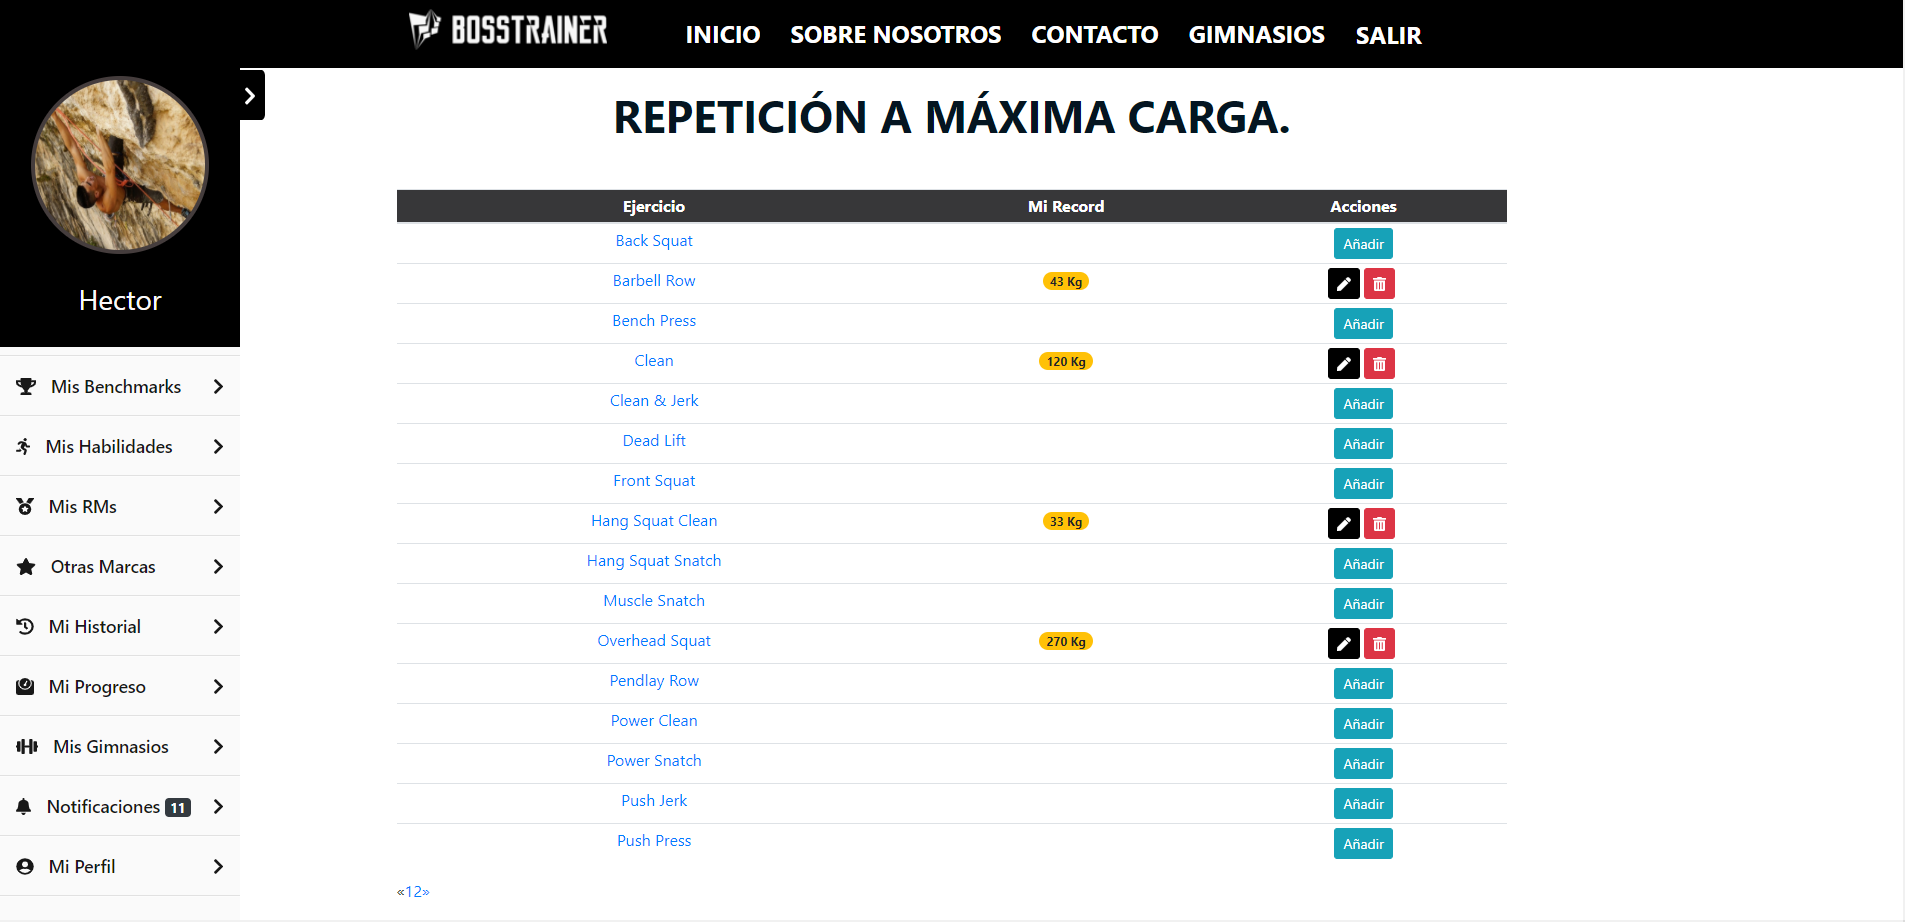 BOSSTRAINER
INICIO SOBRE NOSOTROS CONTACTO GIMNASIOS SALIR
Hector
Mis Benchmarks
Mis Habilidades
Mis RMs
Otras Marcas
Mi Historial
Mi Progreso
Mis Gimnasios
Notificaciones 11
Mi Perfil
REPETICIÓN A MÁXIMA CARGA.
Ejercicio Mi Record Acciones
Back Squat Añadir
Barbell Row 43 Kg
Bench Press Añadir
Clean 120 Kg
Clean & Jerk Añadir
Dead Lift Añadir
Front Squat Añadir
Hang Squat Clean 33 Kg
Hang Squat Snatch Añadir
Muscle Snatch Añadir
Overhead Squat 270 Kg
Pendlay Row Añadir
Power Clean Añadir
Power Snatch Añadir
Push Jerk Añadir
Push Press Añadir
«12»